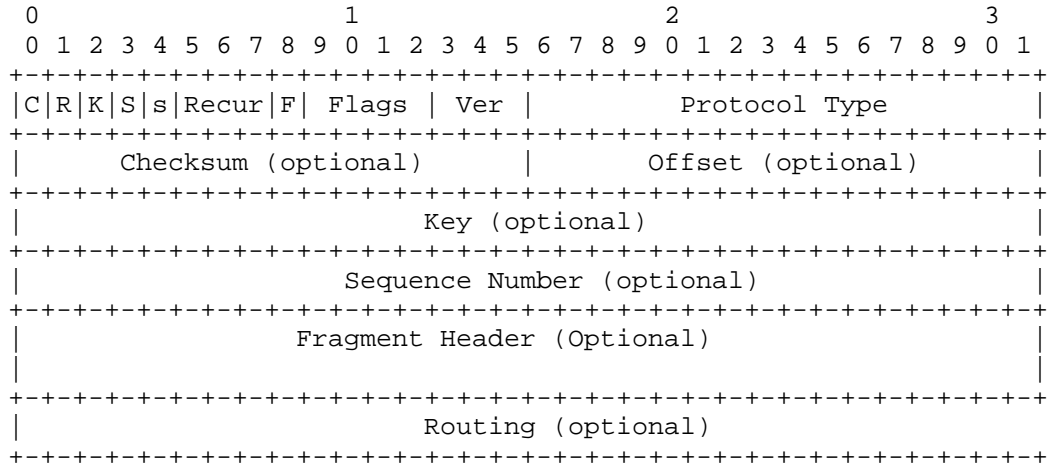 0                   1                   2                   3
0 1 2 3 4 5 6 7 8 9 0 1 2 3 4 5 6 7 8 9 0 1 2 3 4 5 6 7 8 9 0 1
+-+-+-+-+-+-+-+-+-+-+-+-+-+-+-+-+-+-+-+-+-+-+-+-+-+-+-+-+-+-+-+-+
|C|R|K|S|s|Recur|F| Flags | Ver |         Protocol Type         |
+-+-+-+-+-+-+-+-+-+-+-+-+-+-+-+-+-+-+-+-+-+-+-+-+-+-+-+-+-+-+-+-+
|      Checksum (optional)      |       Offset (optional)       |
+-+-+-+-+-+-+-+-+-+-+-+-+-+-+-+-+-+-+-+-+-+-+-+-+-+-+-+-+-+-+-+-+
|                         Key (optional)                        |
+-+-+-+-+-+-+-+-+-+-+-+-+-+-+-+-+-+-+-+-+-+-+-+-+-+-+-+-+-+-+-+-+
|                    Sequence Number (optional)                 |
+-+-+-+-+-+-+-+-+-+-+-+-+-+-+-+-+-+-+-+-+-+-+-+-+-+-+-+-+-+-+-+-+
|                 Fragment Header (Optional)                    |
|                                                               |
+-+-+-+-+-+-+-+-+-+-+-+-+-+-+-+-+-+-+-+-+-+-+-+-+-+-+-+-+-+-+-+-+
|                         Routing (optional)
+-+-+-+-+-+-+-+-+-+-+-+-+-+-+-+-+-+-+-+-+-+-+-+-+-+-+-+-+-+-+-+-+